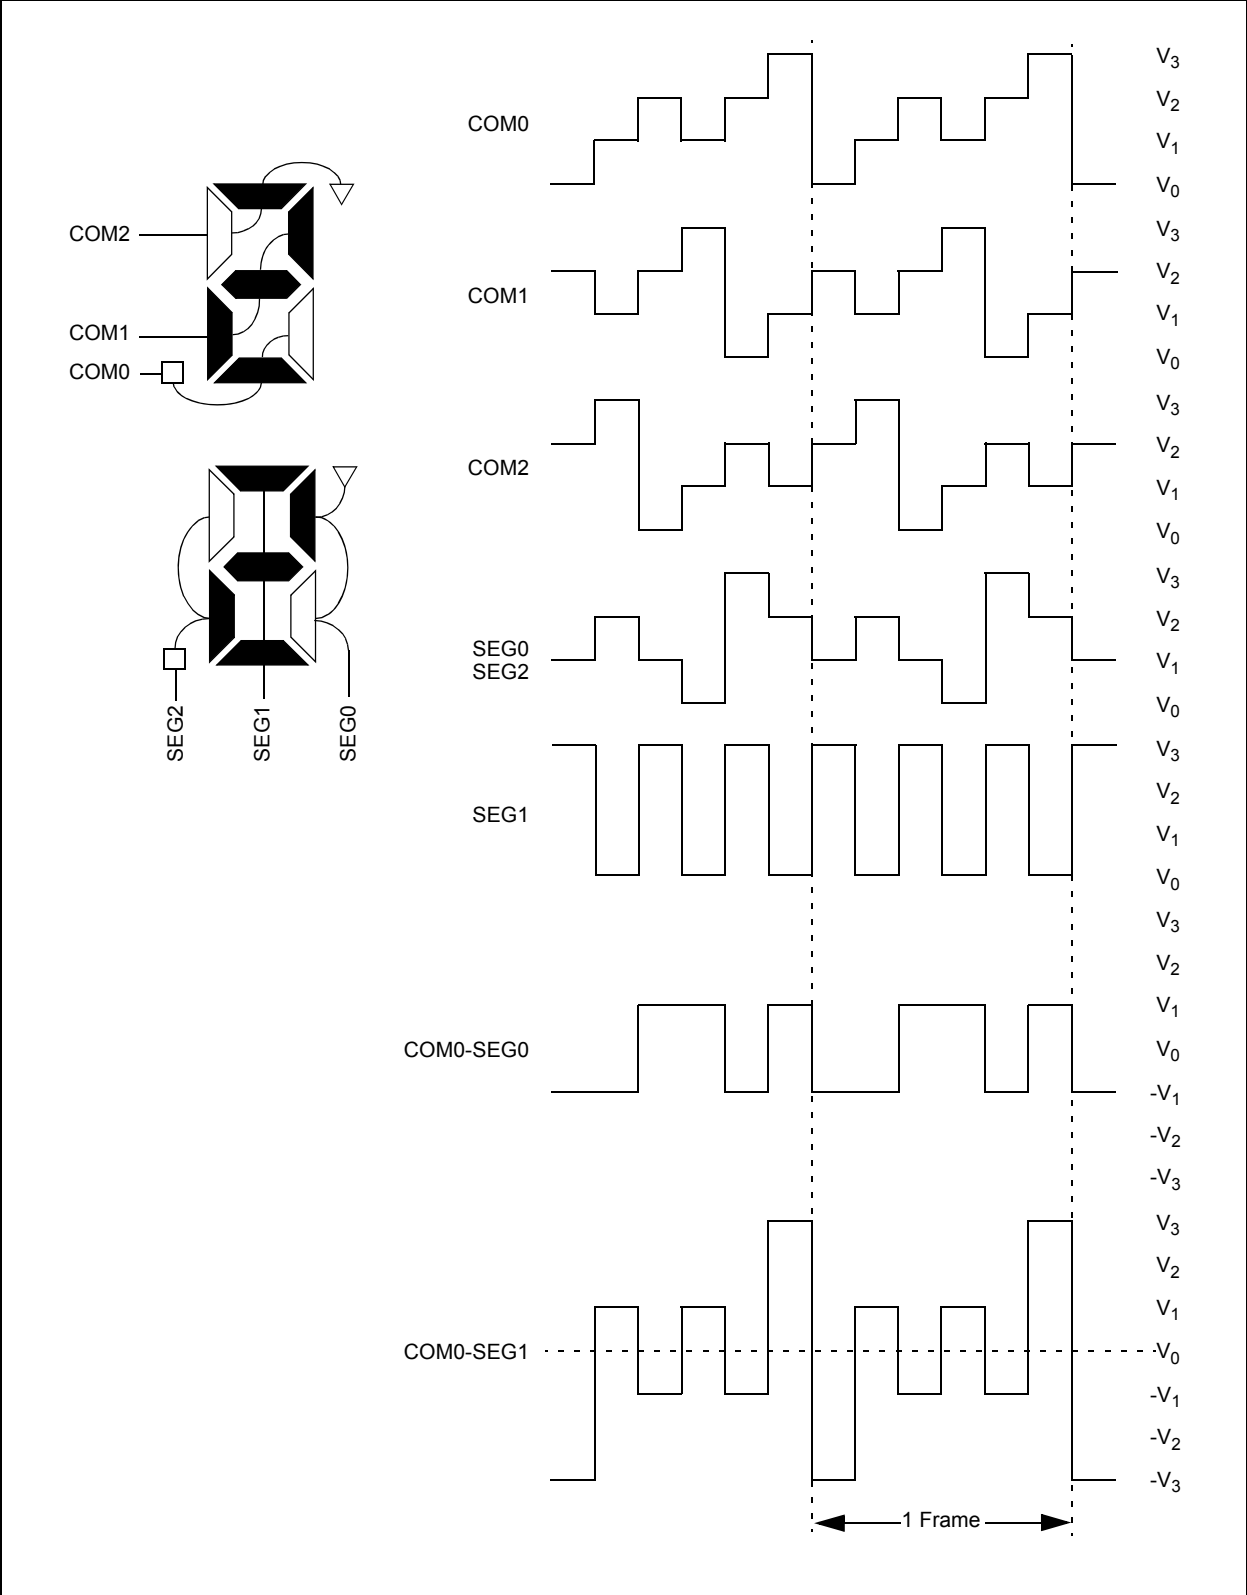 COM2
COM1
COM0
SEG2
SEG1
SEG0
COM0
V3
V2
V1
V0
COM1
V3
V2
V1
V0
COM2
V3
V2
V1
V0
SEG0
SEG2
V3
V2
V1
V0
SEG1
V3
V2
V1
V0
COM0-SEG0
V3
V2
V1
V0
-V1
-V2
-V3
COM0-SEG1
V3
V2
V1
V0
-V1
-V2
-V3
1 Frame